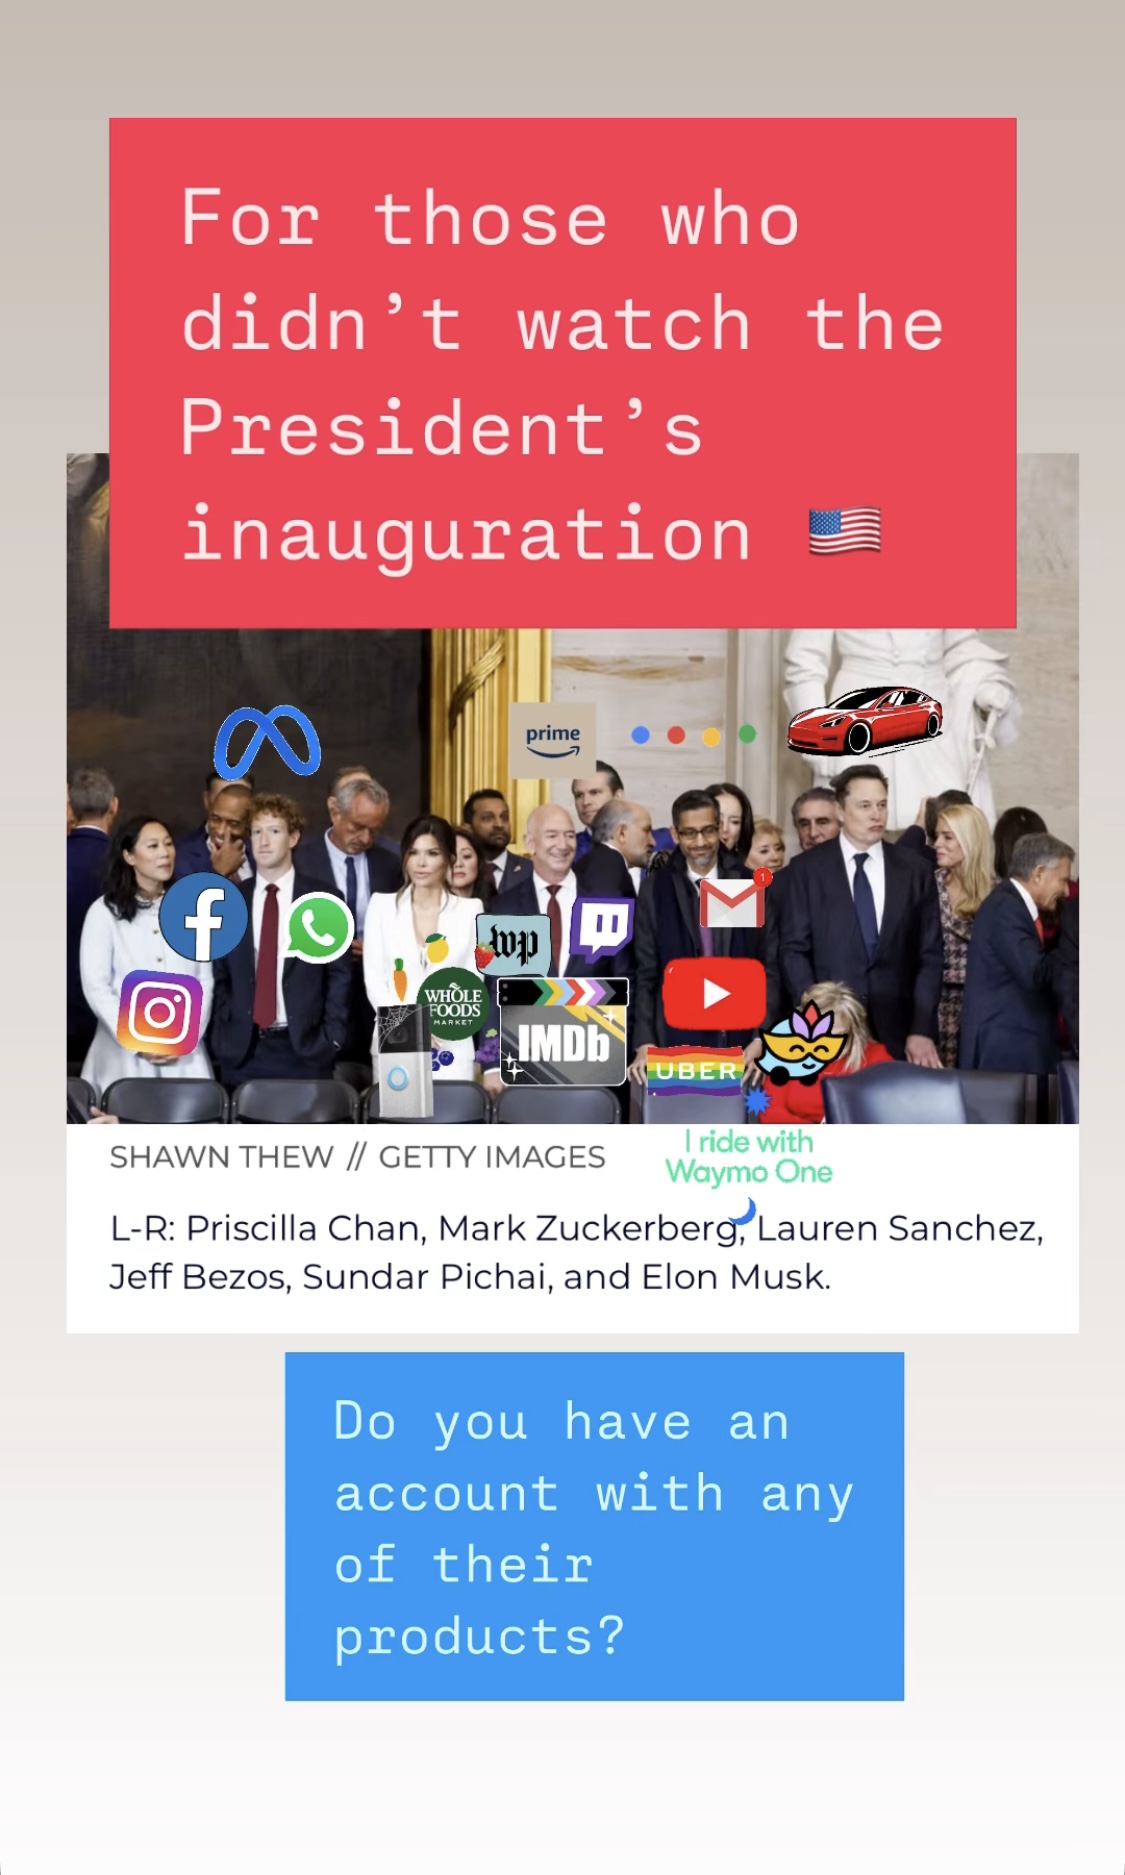 For those who
didn’t watch the
President’s
inauguration 🇺🇸
prime
1
wp
WHOLE
FOODS
MARKET
IMDb
UBER
I ride with
Waymo One
SHAWN THEW // GETTY IMAGES
L-R: Priscilla Chan, Mark Zuckerberg, Lauren Sanchez,
Jeff Bezos, Sundar Pichai, and Elon Musk.
Do you have an
account with any
of their
products?